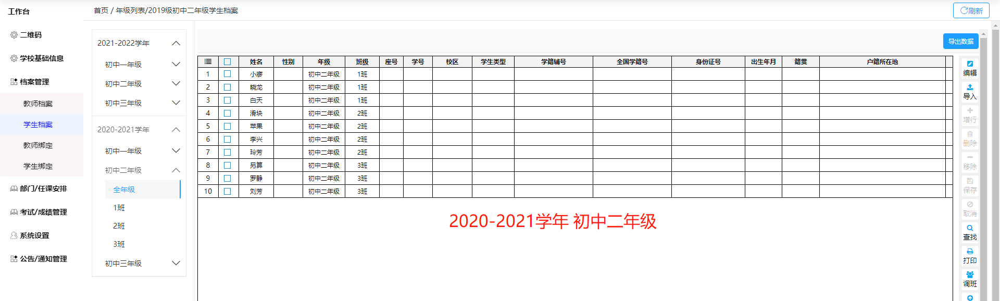 工作台
首页 / 年级列表/2019级初中二年级学生档案
刷新
二维码
学校基础信息
档案管理
教师档案
学生档案
教师绑定
学生绑定
部门/任课安排
考试/成绩管理
系统设置
公告/通知管理
2021-2022学年
初中一年级
初中二年级
初中三年级
2020-2021学年
初中一年级
初中二年级
全年级
1班
2班
3班
初中三年级
导出数据
姓名 性别 年级 班级 座号 学号 校区 学生类型 学籍辅号 全国学籍号 身份证号 出生年月 籍贯 户籍所在地
1 小廖 初中二年级 1班
2 晓龙 初中二年级 1班
3 白天 初中二年级 1班
4 滑块 初中二年级 2班
5 苹果 初中二年级 2班
6 李兴 初中二年级 2班
7 玲芳 初中二年级 2班
8 另算 初中二年级 3班
9 罗静 初中二年级 3班
10 刘芳 初中二年级 3班
2020-2021学年 初中二年级
编辑
导入
增行
删除
移除
保存
取消
查找
打印
调班